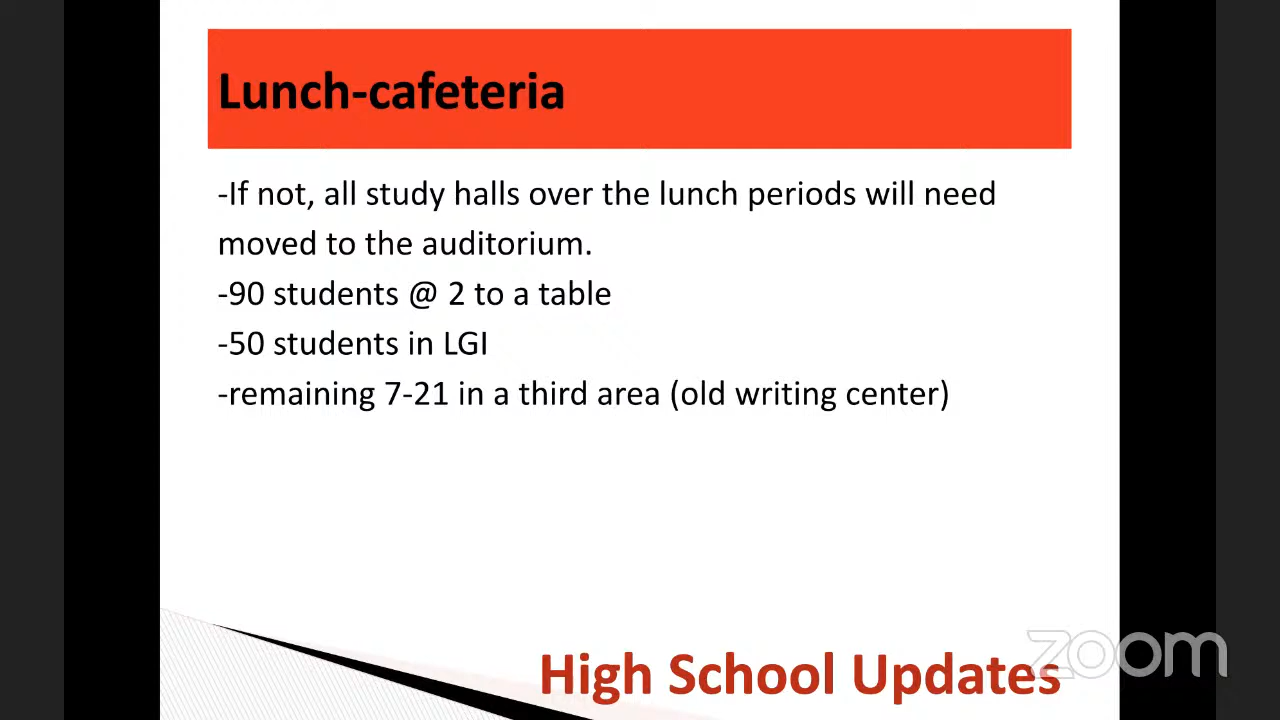 Lunch-cafeteria
-If not, all study halls over the lunch periods will need
moved to the auditorium.
-90 students @ 2 to a table
-50 students in LGI
-remaining 7-21 in a third area (old writing center)
High School Updates
zoom